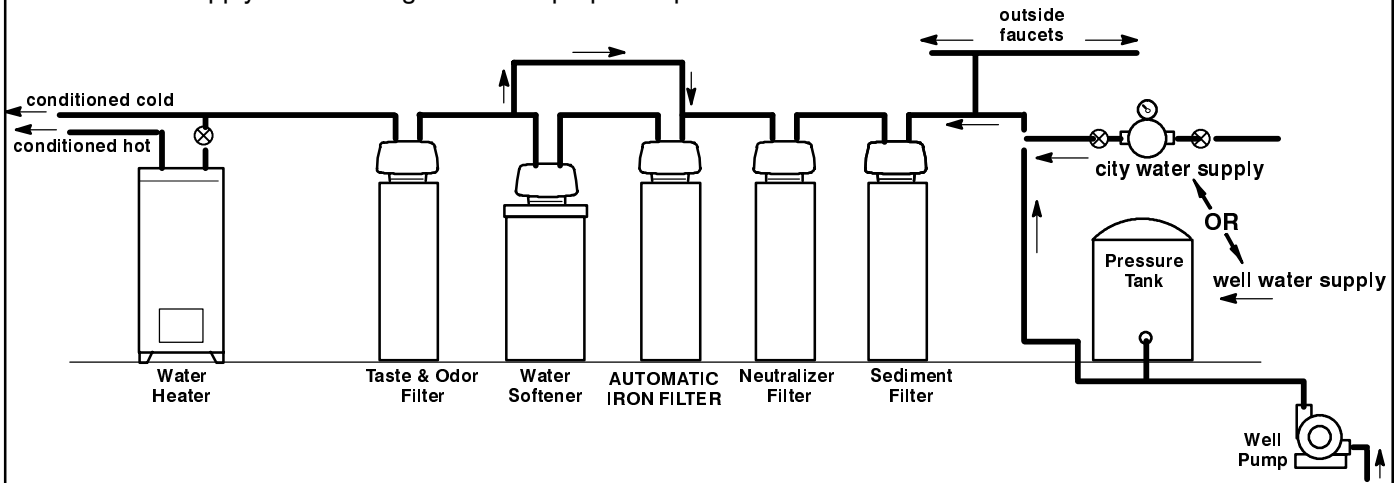 outside
faucets
conditioned cold
conditioned hot
city water supply
OR
well water supply
Pressure
Tank
Water
Heater
Taste & Odor
Filter
Water
Softener
AUTOMATIC
IRON FILTER
Neutralizer
Filter
Sediment
Filter
Well
Pump